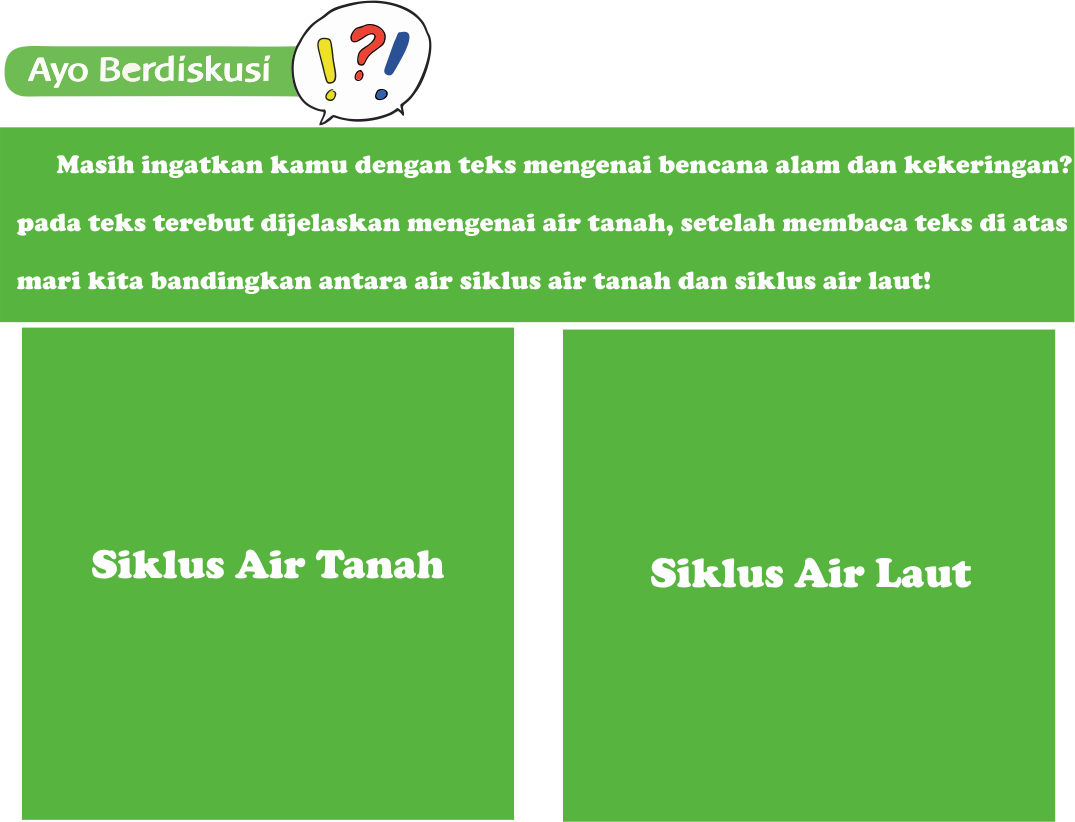 Ayo Berdiskusi
Masih ingatkan kamu dengan teks mengenai bencana alam dan kekeringan?
pada teks terebut dijelaskan mengenai air tanah, setelah membaca teks di atas
mari kita bandingkan antara air siklus air tanah dan siklus air laut!
Siklus Air Tanah
Siklus Air Laut